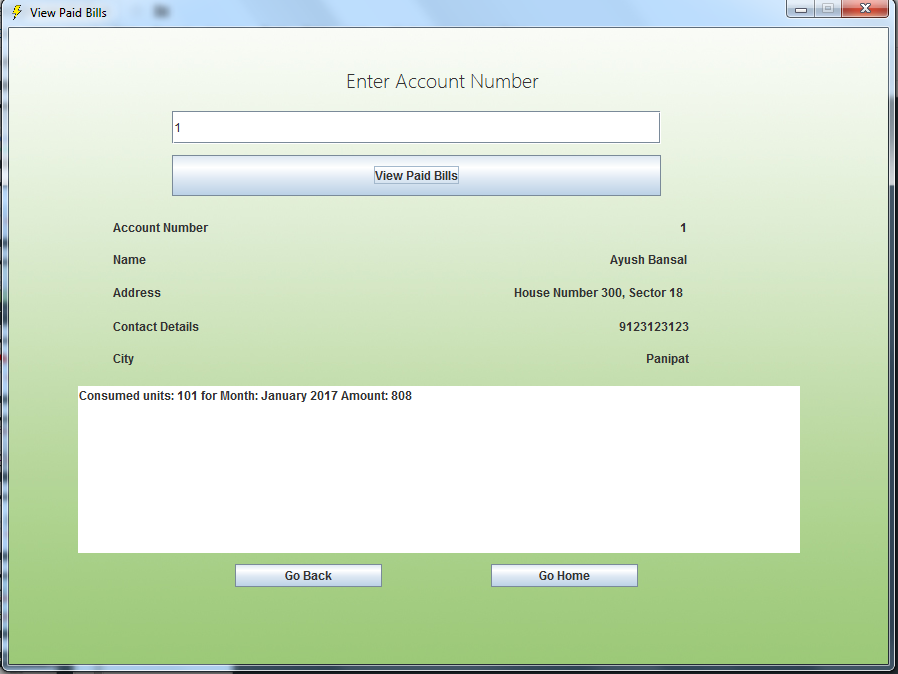 View Paid Bills
Enter Account Number
1
View Paid Bills
Account Number 1
Name Ayush Bansal
Address House Number 300, Sector 18
Contact Details 9123123123
City Panipat
Consumed units: 101 for Month: January 2017 Amount: 808
Go Back Go Home